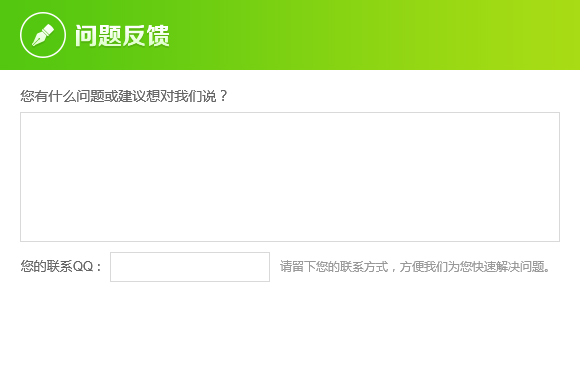 问题反馈
您有什么问题或建议想对我们说？
您的联系QQ：
请留下您的联系方式，方便我们为您快速解决问题。